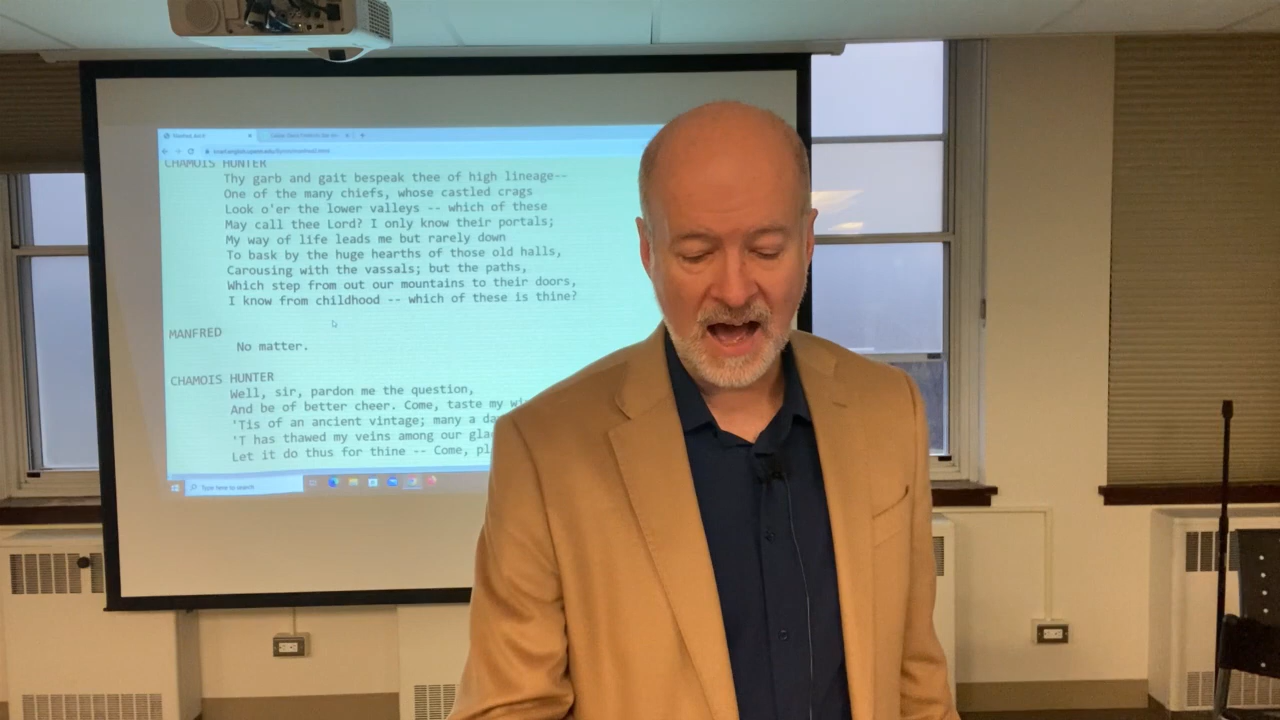 CHAMOIS HUNTER
Thy garb and gait bespeak thee of high lineage--
One of the many chiefs, whose castled crags
Look o'er the lower valleys -- which of these
May call thee Lord? I only know their portals;
My way of life leads me but rarely down
To bask by the huge hearths of those old halls,
Carousing with the vassals; but the paths,
Which step from out our mountains to their doors,
I know from childhood -- which of these is thine?
MANFRED
No matter.
CHAMOIS HUNTER
Well, sir, pardon me the question,
And be of better cheer. Come, taste my
'Tis of an ancient vintage; many a
'T has thawed my veins among our
Let it do thus for thine -- Come,
Type here to search